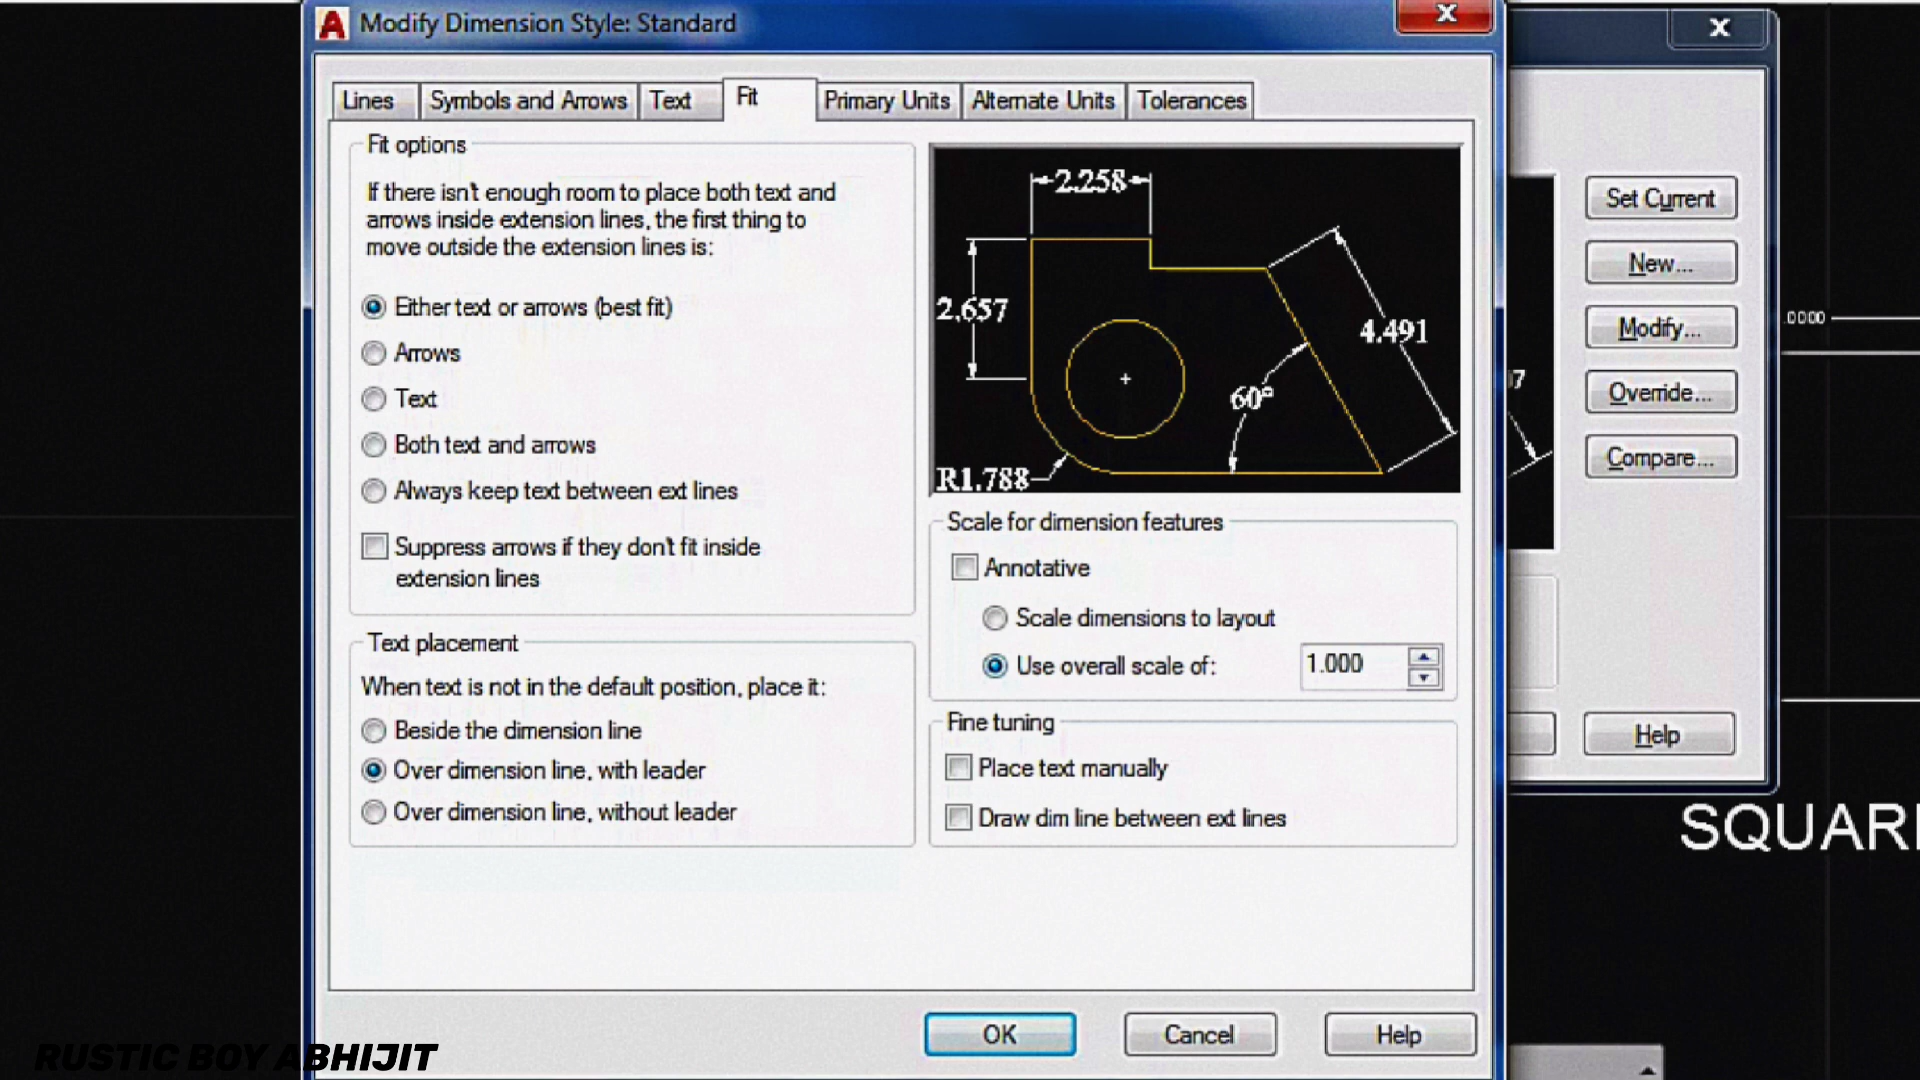 Modify Dimension Style: Standard
Lines
Symbols and Arrows
Text
Fit
Primary Units
Alternate Units
Tolerances
Fit options
If there isn't enough room to place both text and
arrows inside extension lines, the first thing to
move outside the extension lines is:
Either text or arrows (best fit)
Arrows
Text
Both text and arrows
Always keep text between ext lines
Suppress arrows if they don't fit inside
extension lines
Text placement
When text is not in the default position, place it:
Beside the dimension line
Over dimension line, with leader
Over dimension line, without leader
2.258
2.657
4.491
60°
R1.788
Scale for dimension features
Annotative
Scale dimensions to layout
Use overall scale of:
1.000
Fine tuning
Place text manually
Draw dim line between ext lines
OK
Cancel
Help
Set Current
New...
Modify...
Override...
Compare...
Help
.0000
SQUAR
RUSTIC BOY ABHIJIT